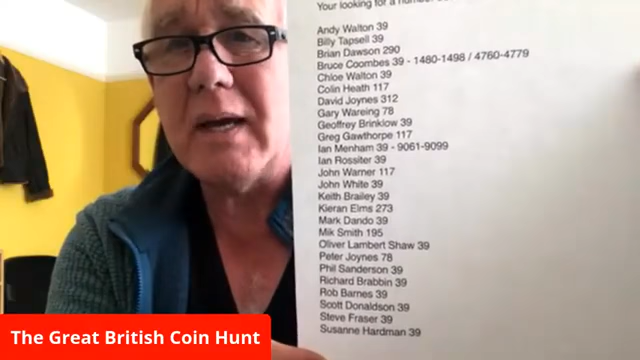 Your looking for a number
Andy Walton 39
Billy Tapsell 39
Brian Dawson 290
Bruce Coombes 39 - 1480-1498 / 4760-4779
Chloe Walton 39
Colin Heath 117
David Joynes 312
Gary Wareing 78
Geoffrey Brinklow 39
Greg Gawthorpe 117
Ian Menham 39 - 9061-9099
Ian Rossiter 39
John Warner 117
John White 39
Keith Brailey 39
Kieran Elms 273
Mark Dando 39
Mik Smith 195
Oliver Lambert Shaw 39
Peter Joynes 78
Phil Sanderson 39
Richard Brabbin 39
Rob Barnes 39
Scott Donaldson 39
Steve Fraser 39
Susanne Hardman 39
The Great British Coin Hunt